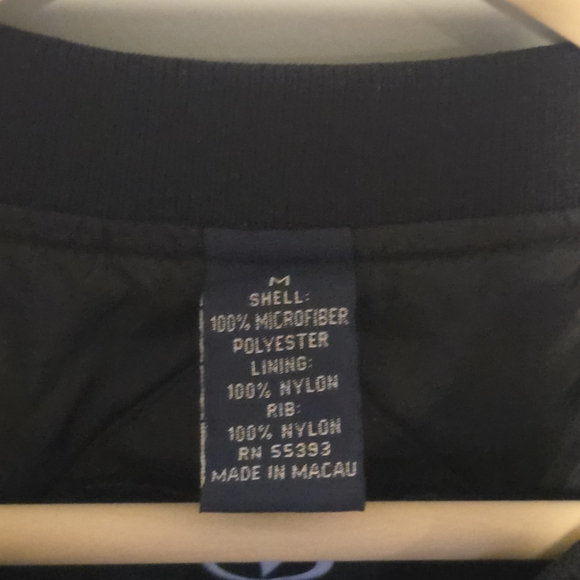 M
SHELL:
100% MICROFIBER
POLYESTER
LINING:
100% NYLON
RIB:
100% NYLON
RN 55393
MADE IN MACAU